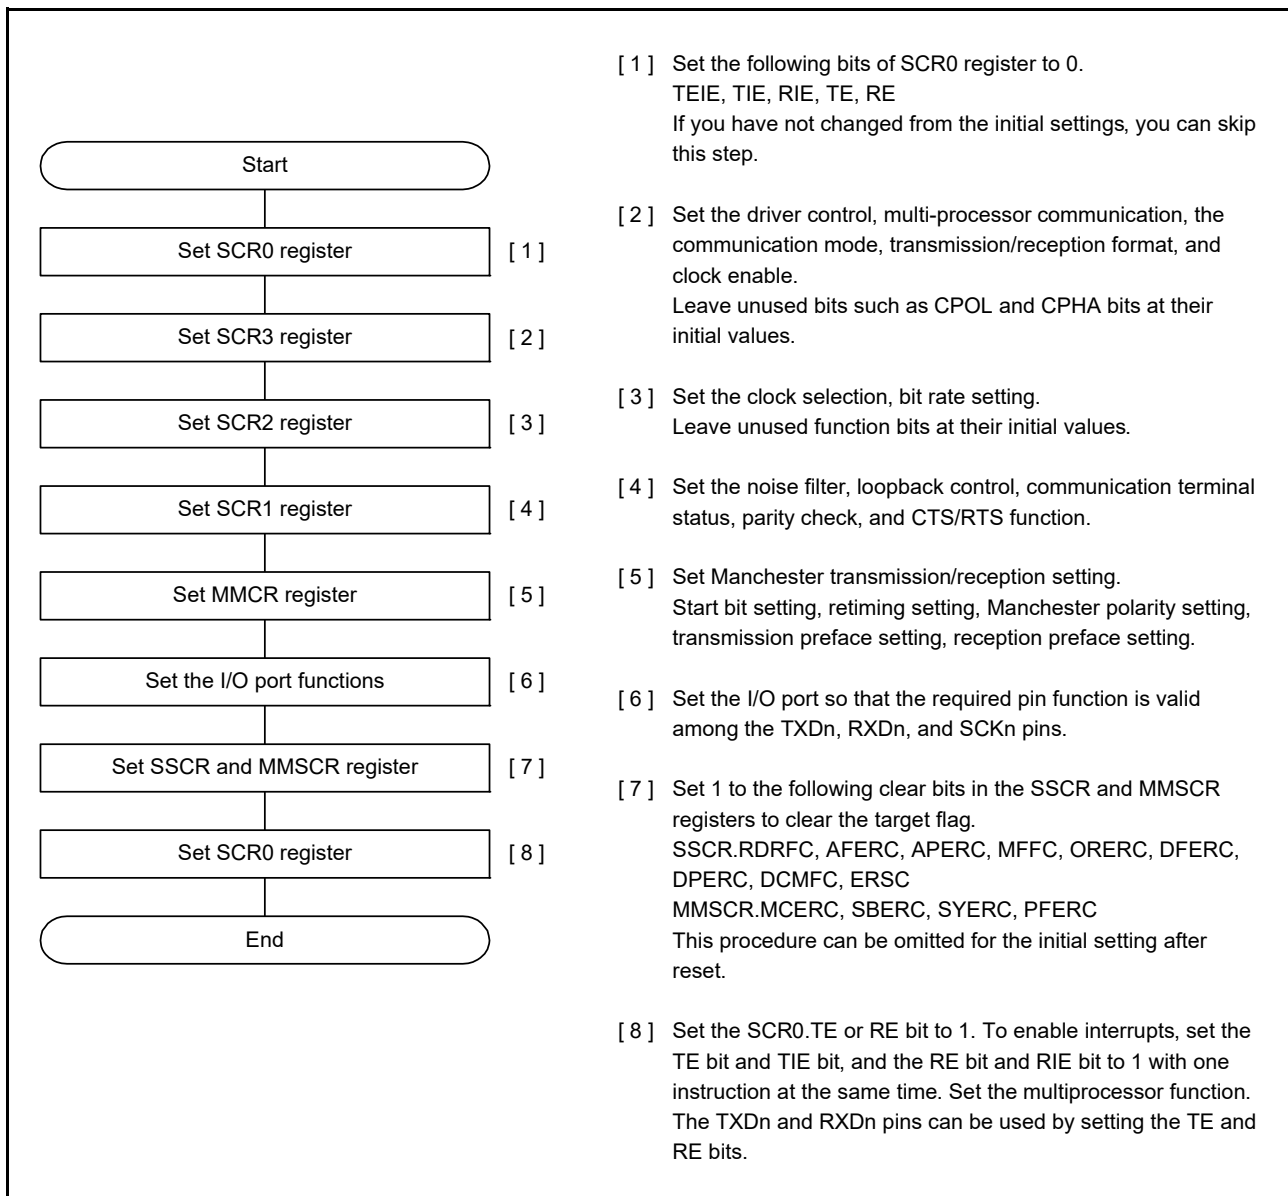 Start
Set SCR0 register
[ 1 ]
Set SCR3 register
[ 2 ]
Set SCR2 register
[ 3 ]
Set SCR1 register
[ 4 ]
Set MMCR register
[ 5 ]
Set the I/O port functions
[ 6 ]
Set SSCR and MMSCR register
[ 7 ]
Set SCR0 register
[ 8 ]
End
[ 1 ] Set the following bits of SCR0 register to 0.
TEIE, TIE, RIE, TE, RE
If you have not changed from the initial settings, you can skip
this step.
[ 2 ] Set the driver control, multi-processor communication, the
communication mode, transmission/reception format, and
clock enable.
Leave unused bits such as CPOL and CPHA bits at their
initial values.
[ 3 ] Set the clock selection, bit rate setting.
Leave unused function bits at their initial values.
[ 4 ] Set the noise filter, loopback control, communication terminal
status, parity check, and CTS/RTS function.
[ 5 ] Set Manchester transmission/reception setting.
Start bit setting, retiming setting, Manchester polarity setting,
transmission preface setting, reception preface setting.
[ 6 ] Set the I/O port so that the required pin function is valid
among the TXDn, RXDn, and SCKn pins.
[ 7 ] Set 1 to the following clear bits in the SSCR and MMSCR
registers to clear the target flag.
SSCR.RDRFC, AFERC, APERC, MFFC, ORERC, DFERC,
DPERC, DCMFC, ERSC
MMSCR.MCERC, SBERC, SYERC, PFERC
This procedure can be omitted for the initial setting after
reset.
[ 8 ] Set the SCR0.TE or RE bit to 1. To enable interrupts, set the
TE bit and TIE bit, and the RE bit and RIE bit to 1 with one
instruction at the same time. Set the multiprocessor function.
The TXDn and RXDn pins can be used by setting the TE and
RE bits.